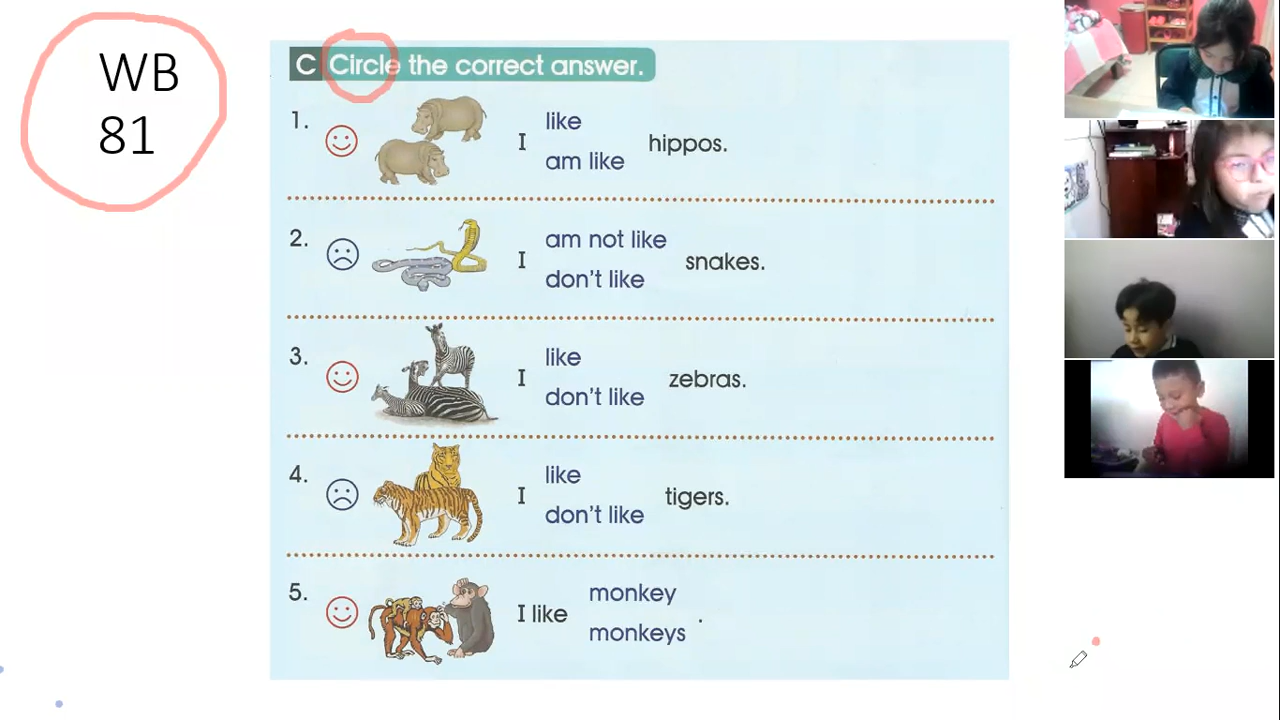 WB
81
C Circle the correct answer.
1. I like hippos.
am like
2. I am not like snakes.
don't like
3. I like zebras.
don't like
4. I like tigers.
don't like
5. I like monkey .
monkeys